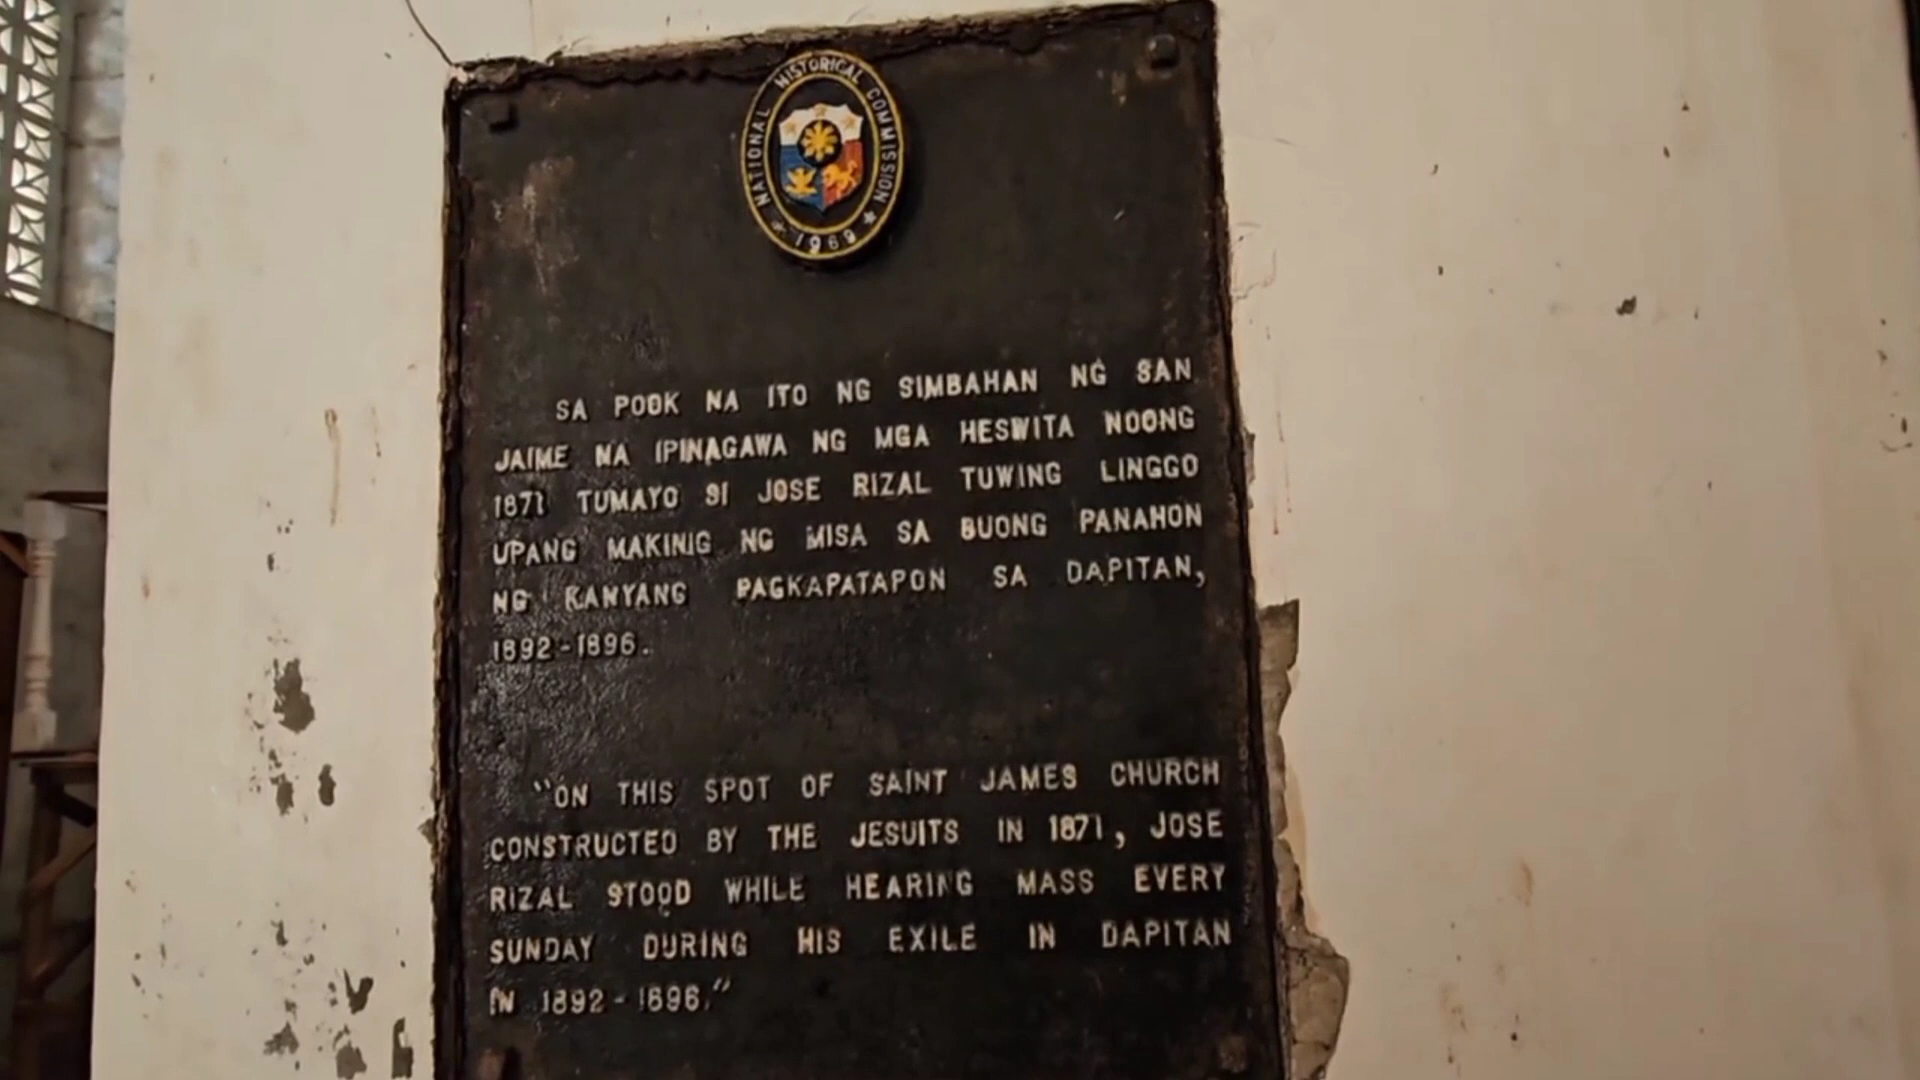 NATIONAL HISTORICAL COMMISSION
1969
SA POOK NA ITO NG SIMBAHAN NG SAN
JAIME NA IPINAGAWA NG MGA HESWITA NOONG
1871 TUMAYO SI JOSE RIZAL TUWING LINGGO
UPANG MAKINIG NG MISA SA BUONG PANAHON
NG KANYANG PAGKAPATAPON SA DAPITAN,
1892-1896.
"ON THIS SPOT OF SAINT JAMES CHURCH
CONSTRUCTED BY THE JESUITS IN 1871, JOSE
RIZAL STOOD WHILE HEARING MASS EVERY
SUNDAY DURING HIS EXILE IN DAPITAN
IN 1892-1896."